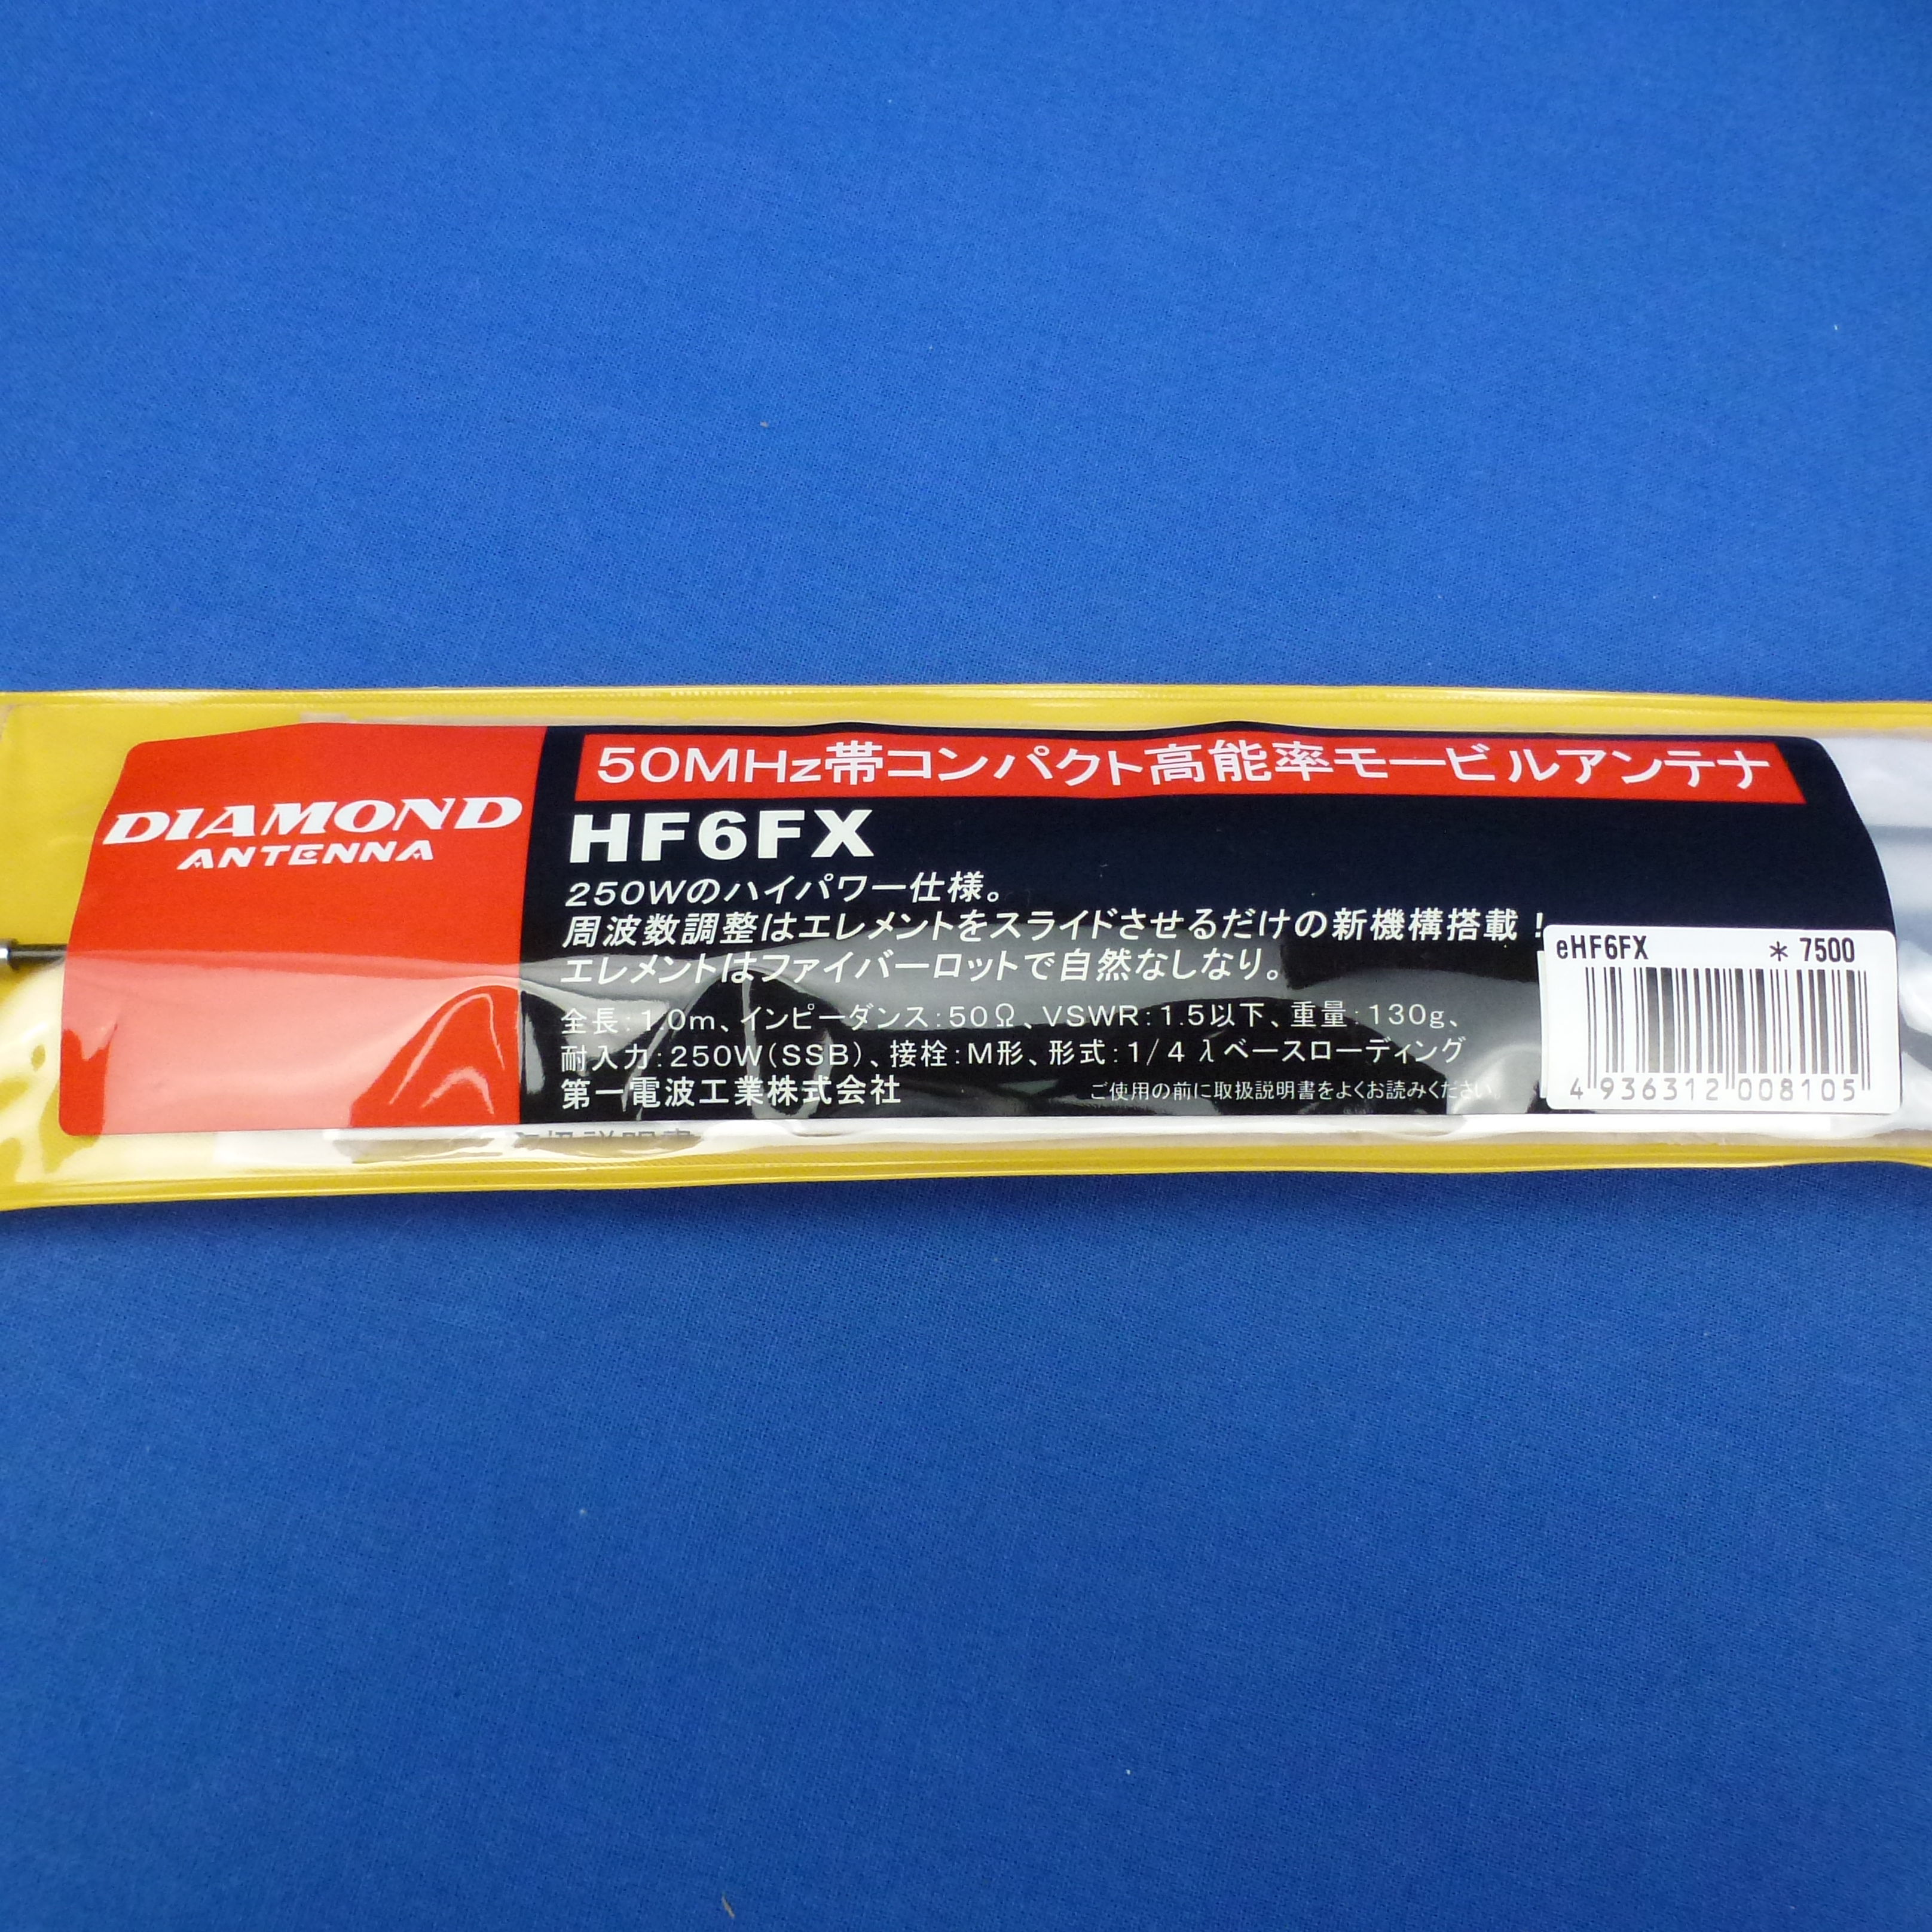 DIAMOND
ANTENNA
50MHz帯コンパクト高能率モービルアンテナ
HF6FX
250Wのハイパワー仕様。
周波数調整はエレメントをスライドさせるだけの新機構搭載！
エレメントはファイバーロットで自然なしなり。
全長:1.0m、インピーダンス:50Ω、VSWR:1.5以下、重量:130g、
耐入力:250W(SSB)、接栓:M形、形式:1/4λベースローディング
第一電波工業株式会社
ご使用の前に取扱説明書をよくお読みください。
eHF6FX *7500
4 936312 008105